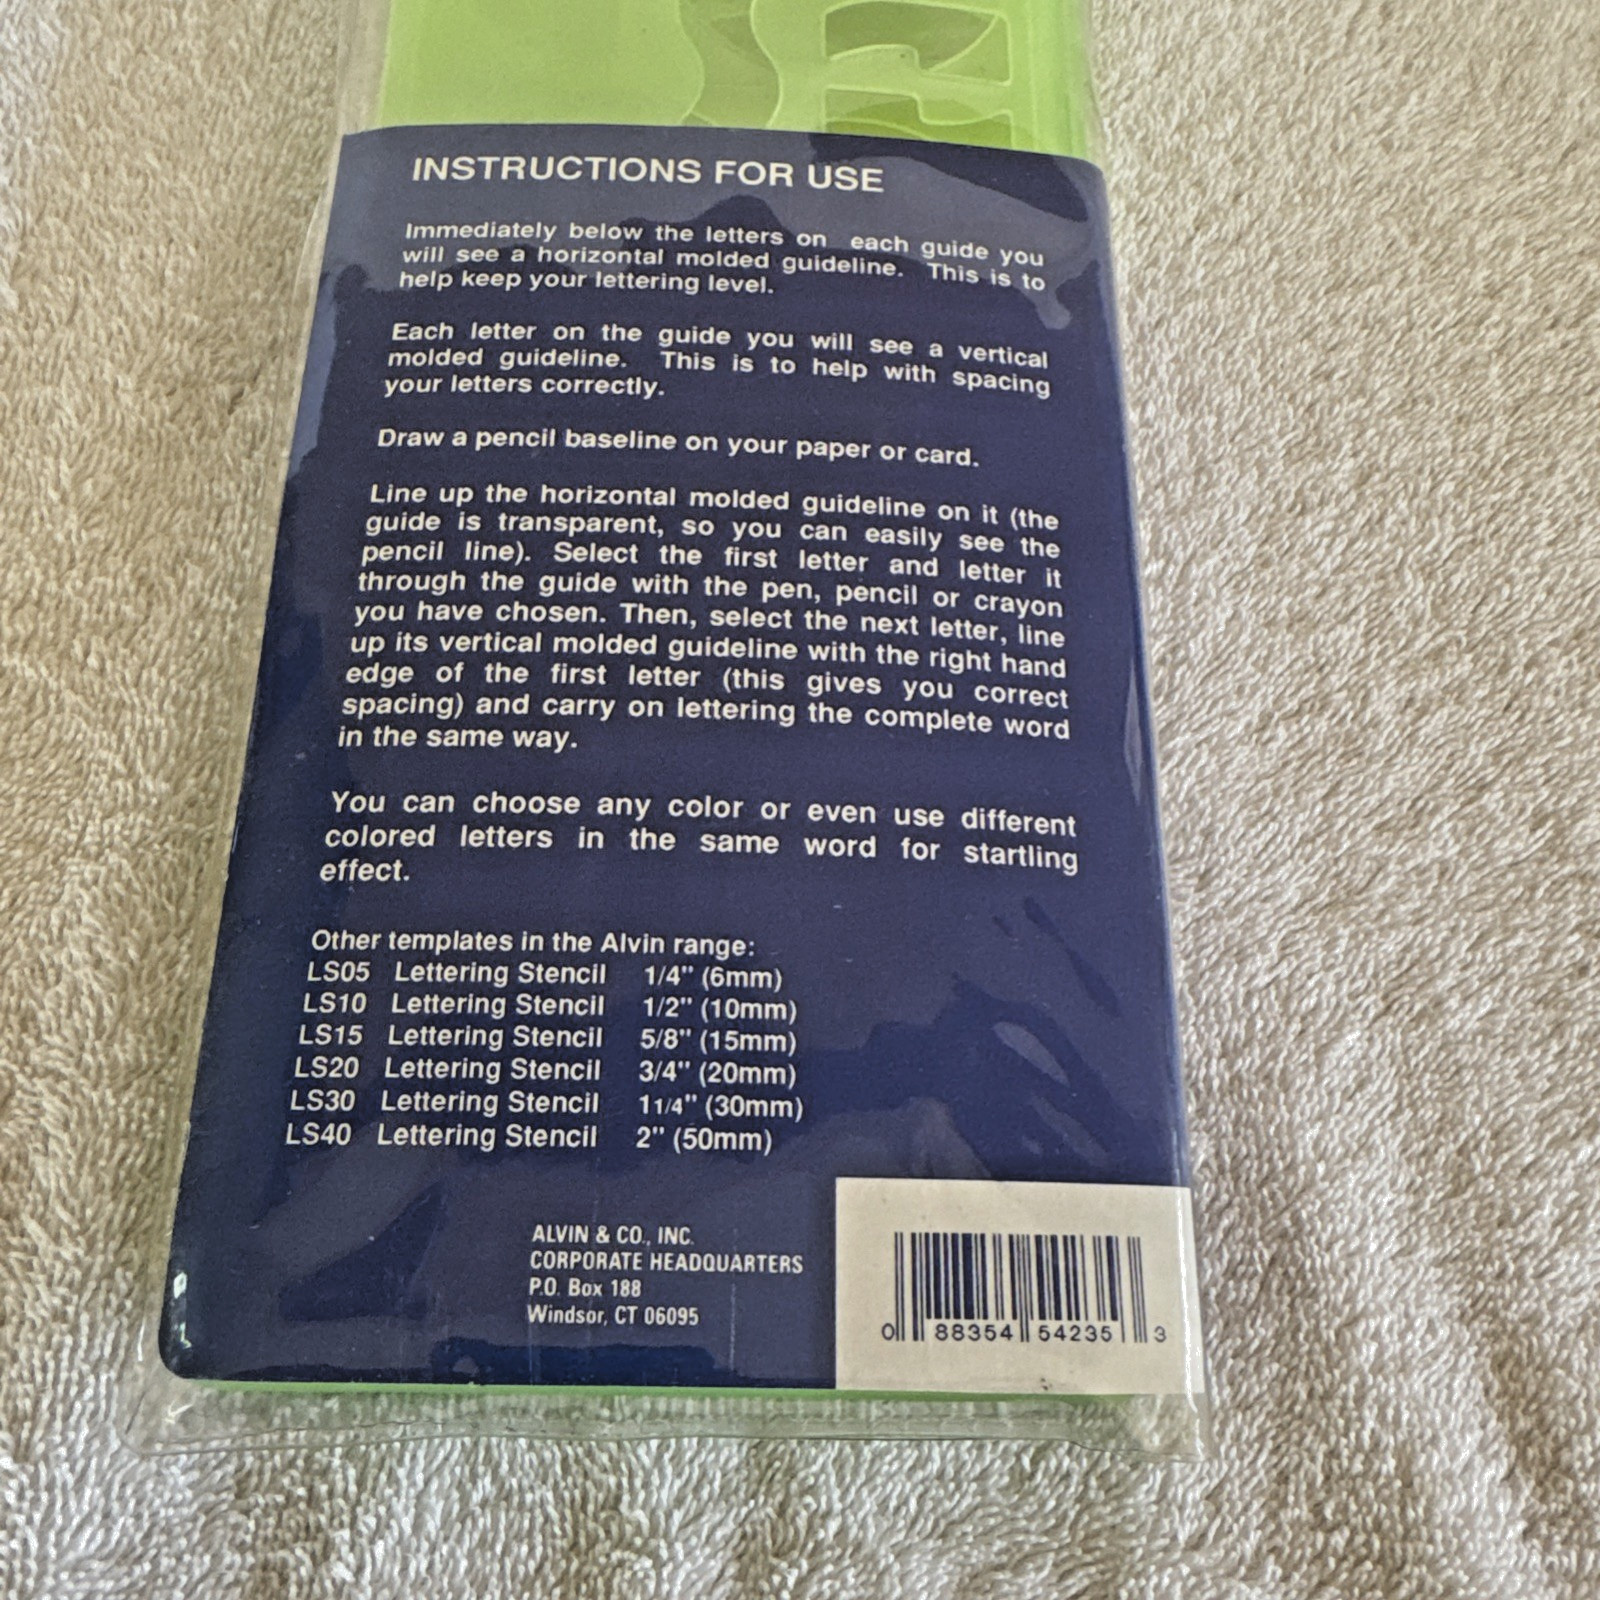 INSTRUCTIONS FOR USE
Immediately below the letters on each guide you
will see a horizontal molded guideline. This is to
help keep your lettering level.
Each letter on the guide you will see a vertical
molded guideline. This is to help with spacing
your letters correctly.
Draw a pencil baseline on your paper or card.
Line up the horizontal molded guideline on it (the
guide is transparent, so you can easily see the
pencil line). Select the first letter and letter it
through the guide with the pen, pencil or crayon
you have chosen. Then, select the next letter, line
up its vertical molded guideline with the right hand
edge of the first letter (this gives you correct
spacing) and carry on lettering the complete word
in the same way.
You can choose any color or even use different
colored letters in the same word for startling
effect.
Other templates in the Alvin range:
LS05 Lettering Stencil 1/4" (6mm)
LS10 Lettering Stencil 1/2" (10mm)
LS15 Lettering Stencil 5/8" (15mm)
LS20 Lettering Stencil 3/4" (20mm)
LS30 Lettering Stencil 11/4" (30mm)
LS40 Lettering Stencil 2" (50mm)
ALVIN & CO., INC.
CORPORATE HEADQUARTERS
P.O. Box 188
Windsor, CT 06095
0 88354 54235 3